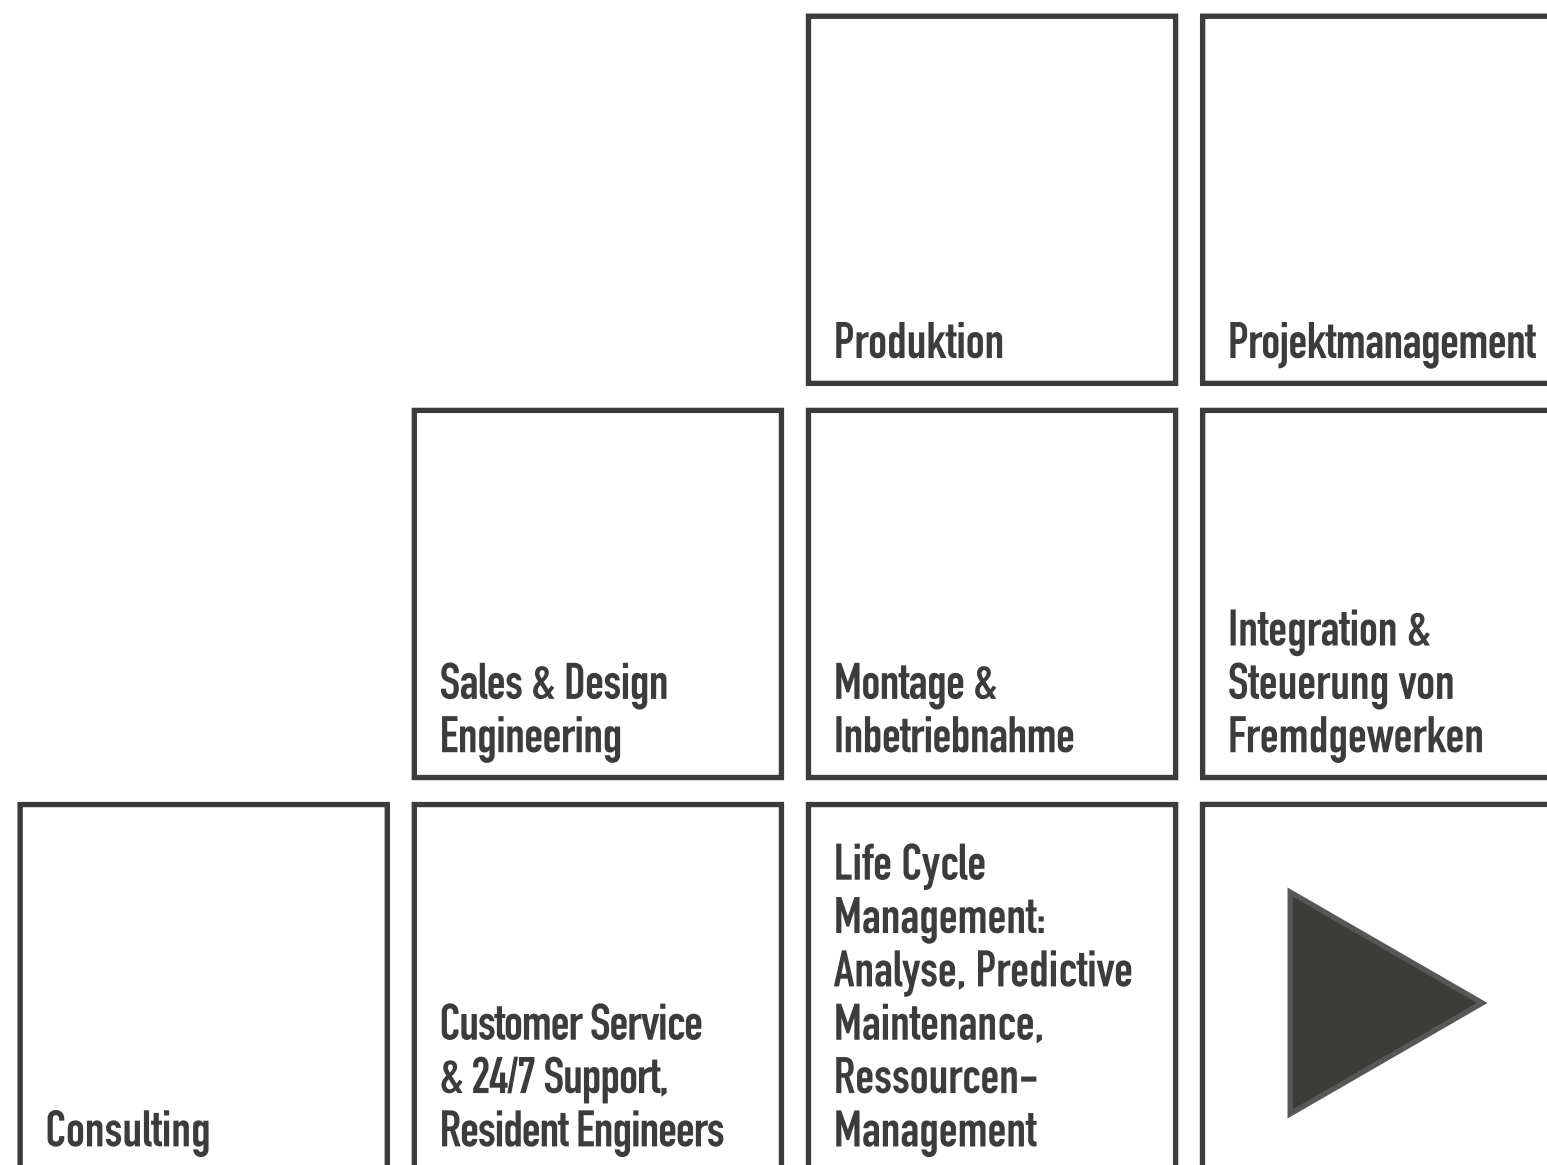 Produktion
Projektmanagement
Sales & Design
Engineering
Montage &
Inbetriebnahme
Integration &
Steuerung von
Fremdgewerken
Consulting
Customer Service
& 24/7 Support,
Resident Engineers
Life Cycle
Management:
Analyse, Predictive
Maintenance,
Ressourcen-
Management